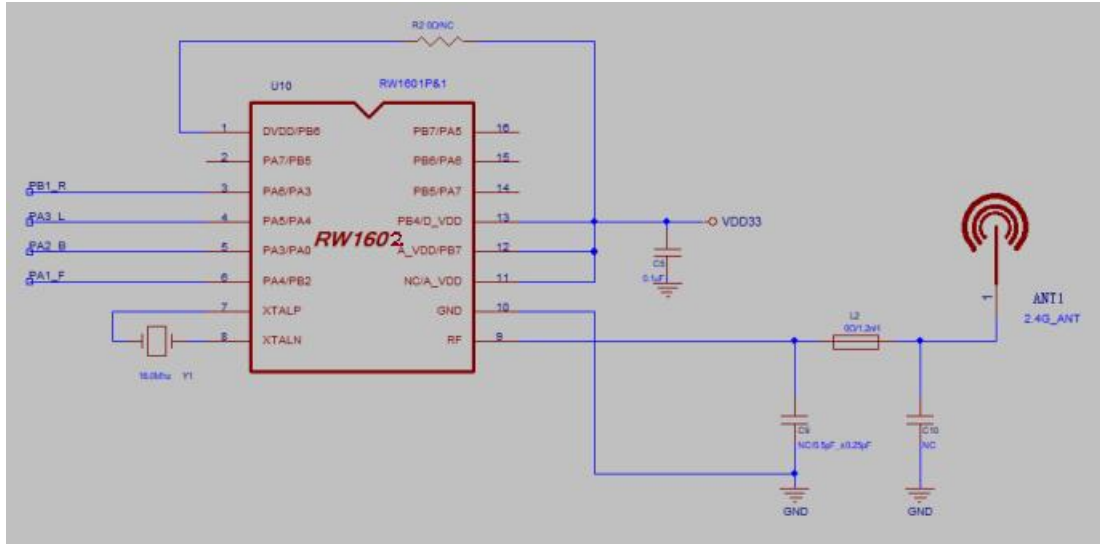 R2 0Ω/NC
U10
RW1601P&1
1
DVDD/PB6
PB7/PA5
16
2
PA7/PB5
PB6/PA6
15
PB1_R
3
PA6/PA3
PB5/PA7
14
PA3_L
4
PA5/PA4
PB4/D_VDD
13
VDD33
RW1602
PA2_B
5
PA3/PA0
A_VDD/PB7
12
C5
0.1uF
PA1_F
6
PA4/PB2
NC/A_VDD
11
7
XTALP
GND
10
8
XTALN
RF
9
Y1
1
ANT1
2.4G_ANT
L2
C9
C10
NC
GND
GND